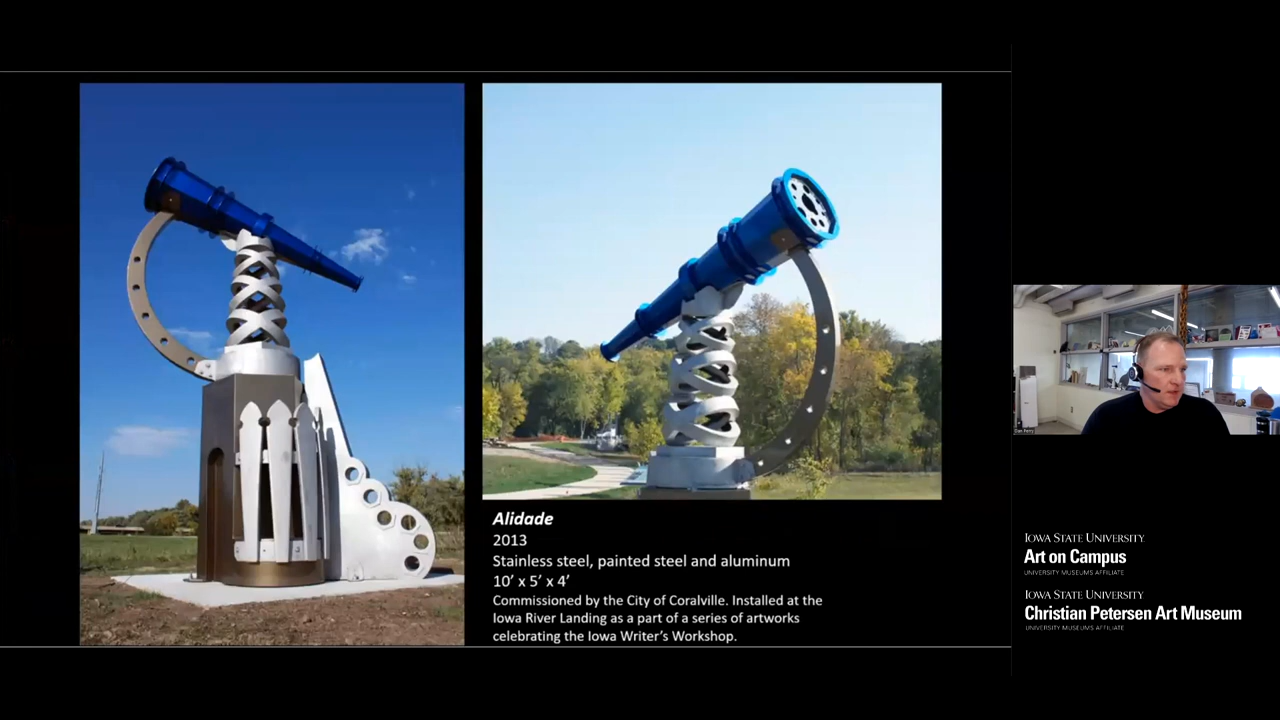 Alidade
2013
Stainless steel, painted steel and aluminum
10’ x 5’ x 4’
Commissioned by the City of Coralville. Installed at the
Iowa River Landing as a part of a series of artworks
celebrating the Iowa Writer’s Workshop.
Dan Perry
IOWA STATE UNIVERSITY
Art on Campus
UNIVERSITY MUSEUMS AFFILIATE
IOWA STATE UNIVERSITY
Christian Petersen Art Museum
UNIVERSITY MUSEUMS AFFILIATE